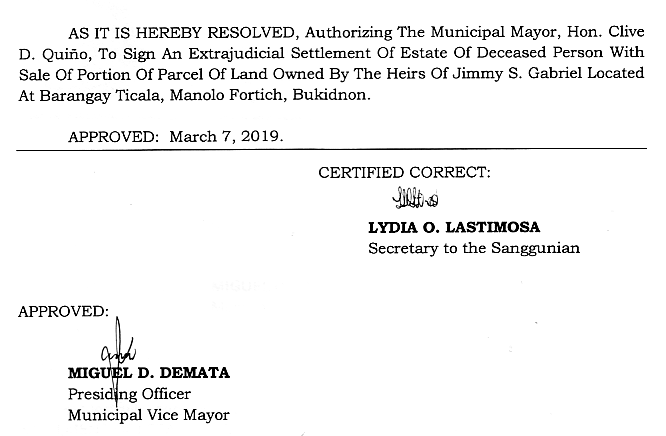 AS IT IS HEREBY RESOLVED, Authorizing The Municipal Mayor, Hon. Clive
D. Quiño, To Sign An Extrajudicial Settlement Of Estate Of Deceased Person With
Sale Of Portion Of Parcel Of Land Owned By The Heirs Of Jimmy S. Gabriel Located
At Barangay Ticala, Manolo Fortich, Bukidnon.
APPROVED: March 7, 2019.
CERTIFIED CORRECT:
LYDIA O. LASTIMOSA
Secretary to the Sanggunian
APPROVED:
MIGUEL D. DEMATA
Presiding Officer
Municipal Vice Mayor